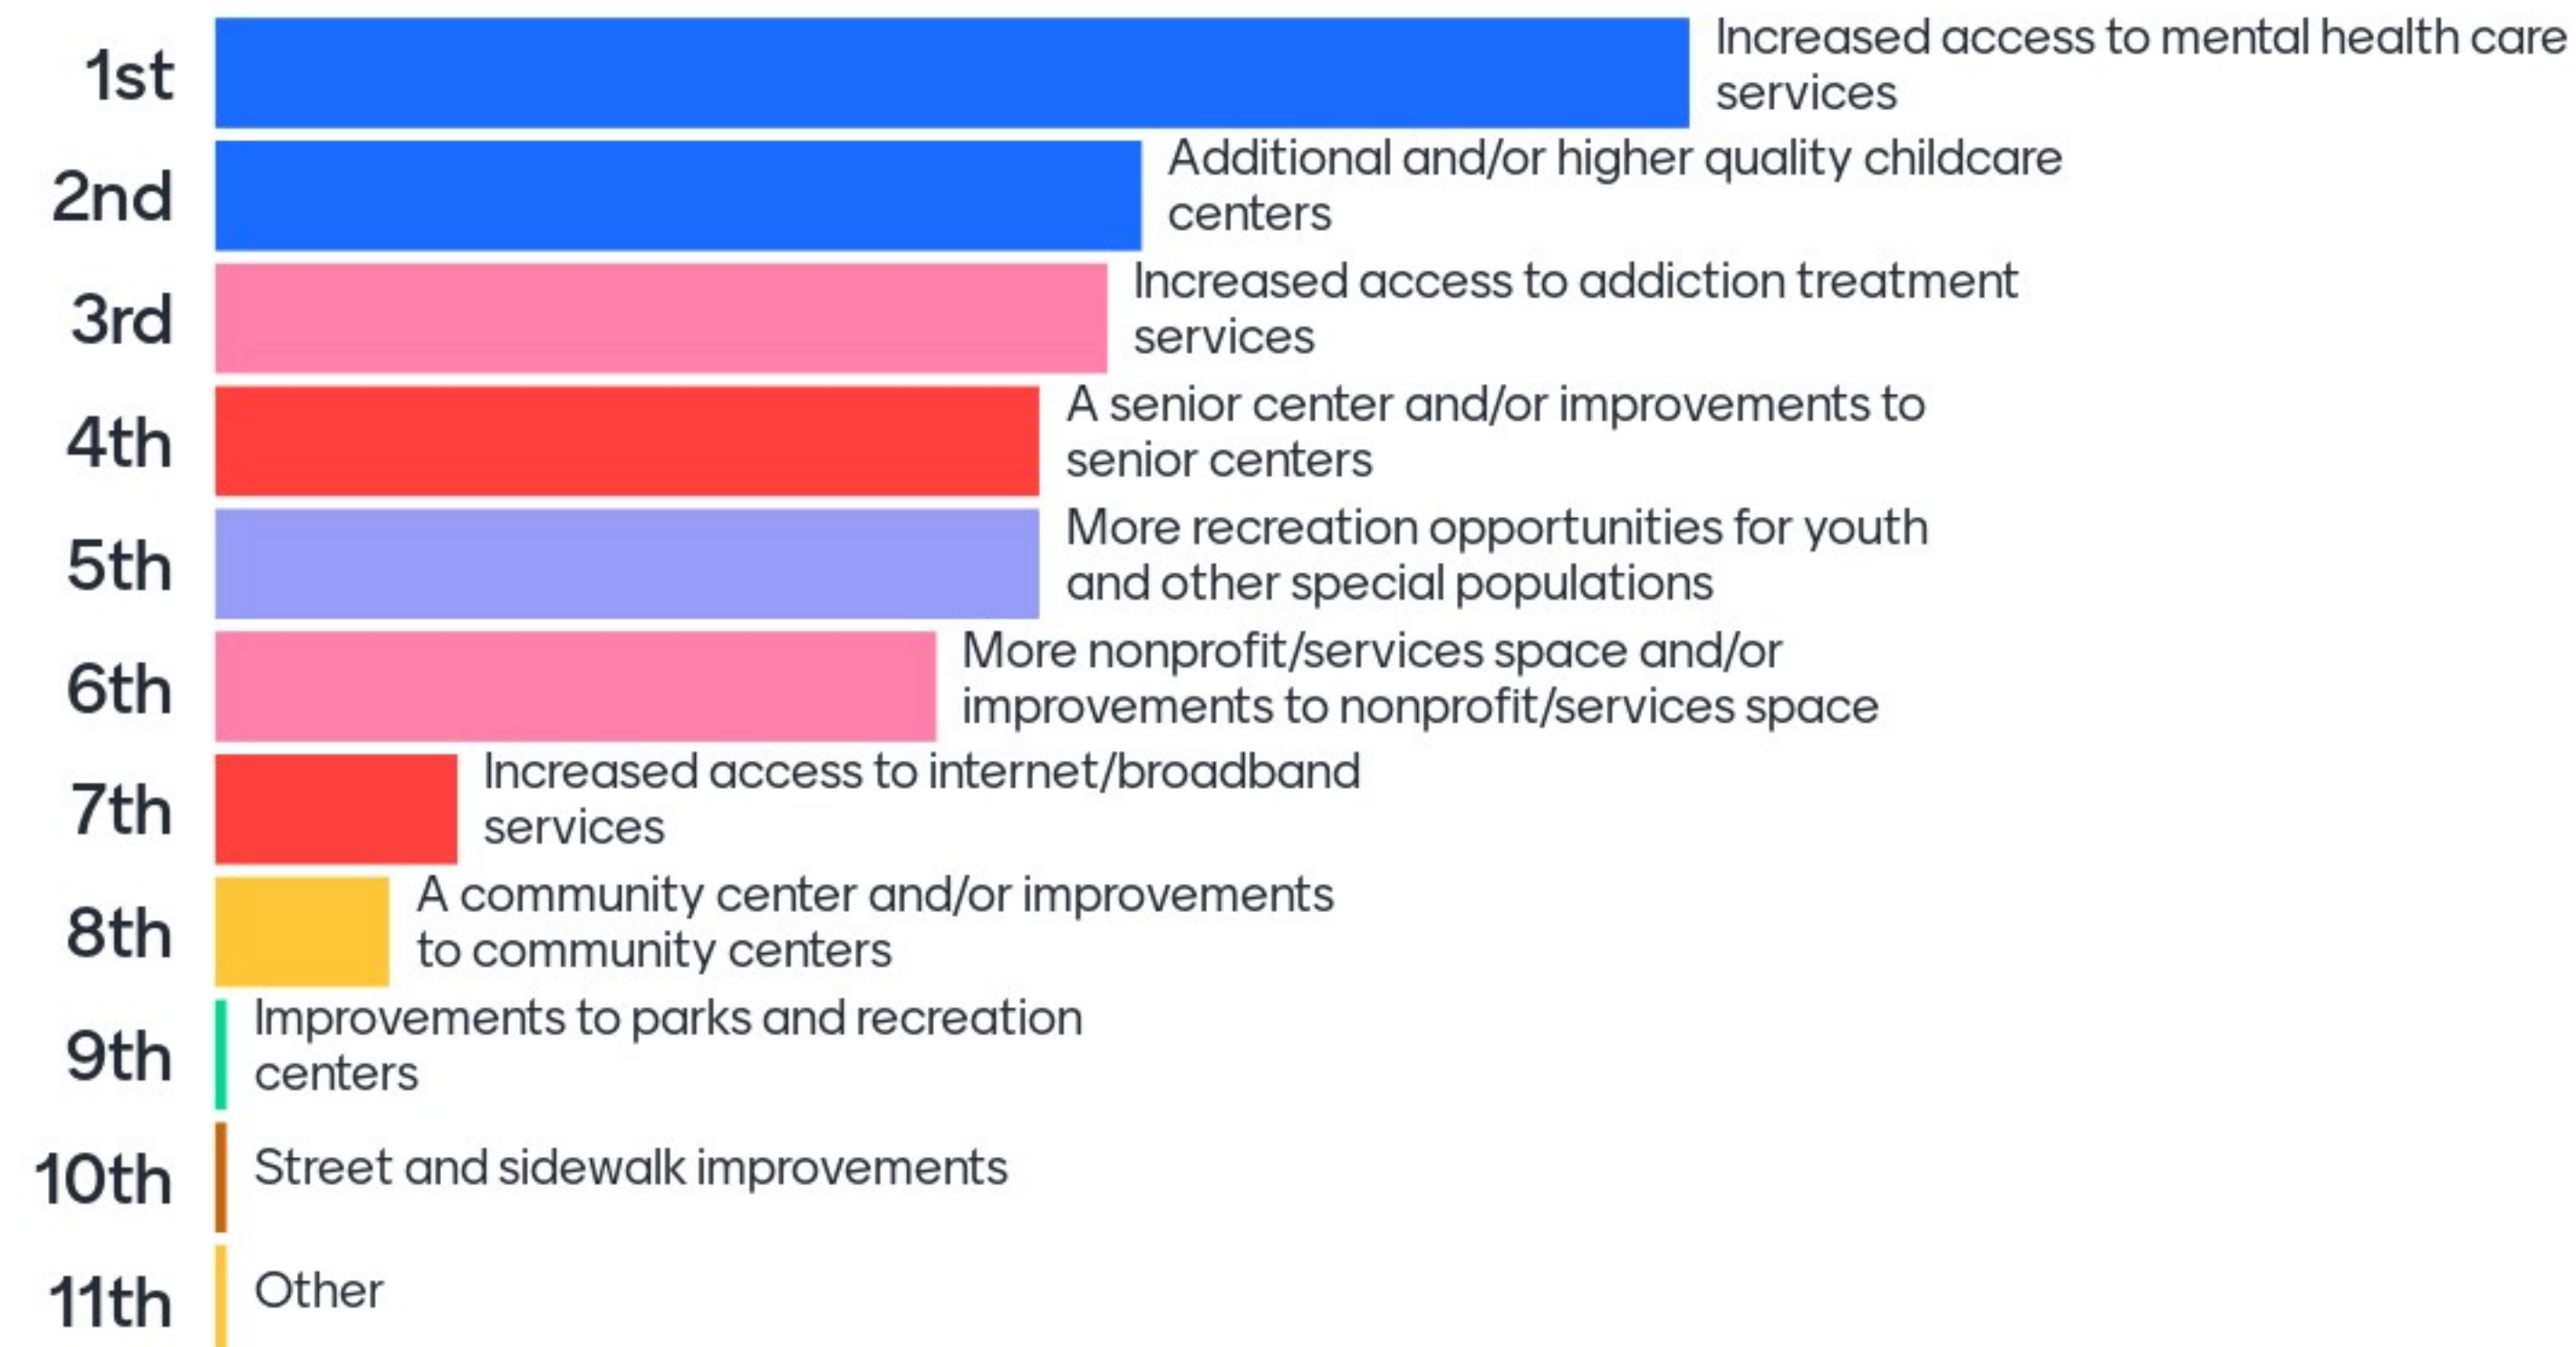 1st
Increased access to mental health care
services
2nd
Additional and/or higher quality childcare
centers
3rd
Increased access to addiction treatment
services
4th
A senior center and/or improvements to
senior centers
5th
More recreation opportunities for youth
and other special populations
6th
More nonprofit/services space and/or
improvements to nonprofit/services space
7th
Increased access to internet/broadband
services
8th
A community center and/or improvements
to community centers
9th
Improvements to parks and recreation
centers
10th
Street and sidewalk improvements
11th
Other